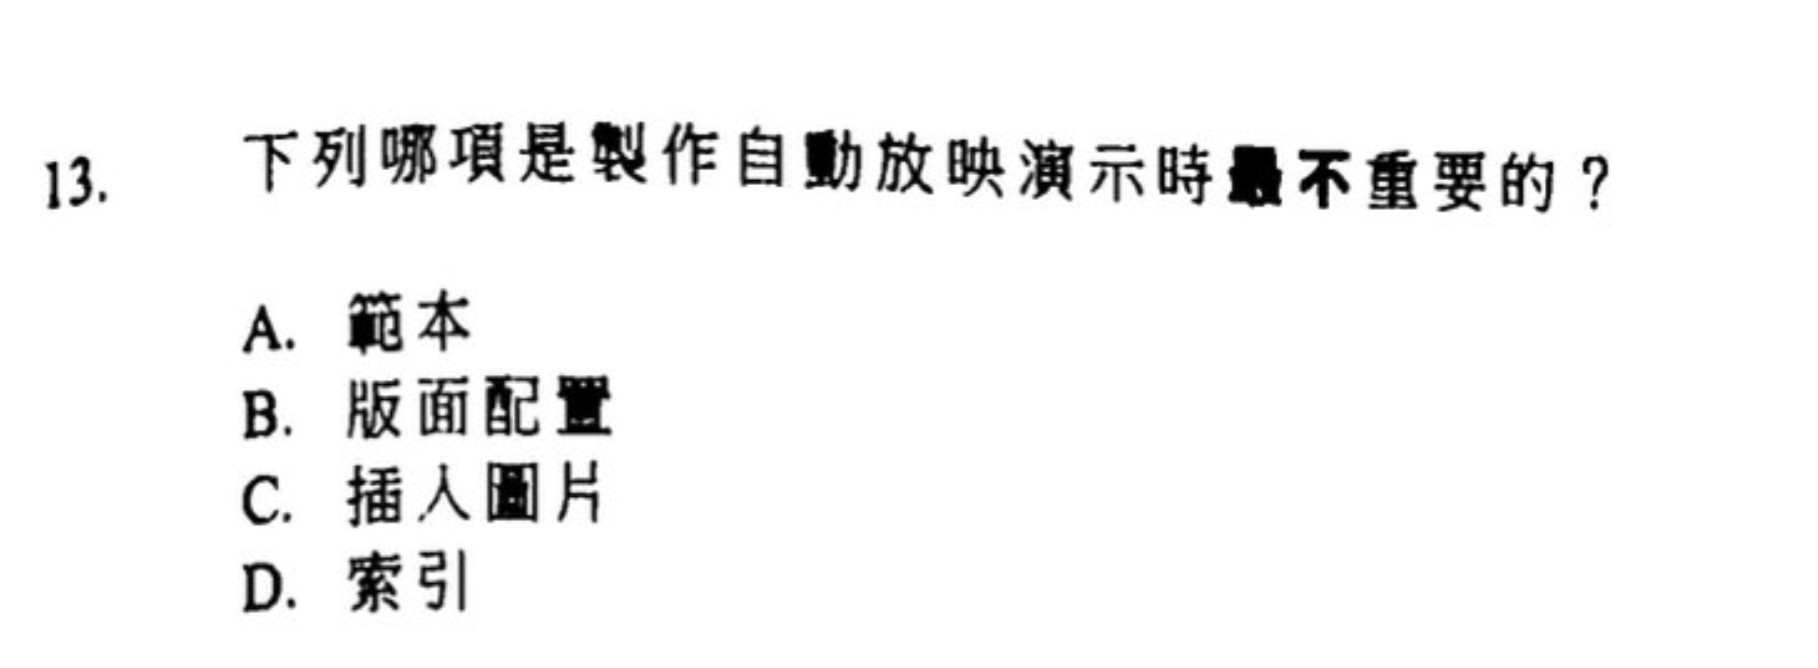 13. 下列哪項是製作自動放映演示時最不重要的？
A. 範本
B. 版面配置
C. 插入圖片
D. 索引